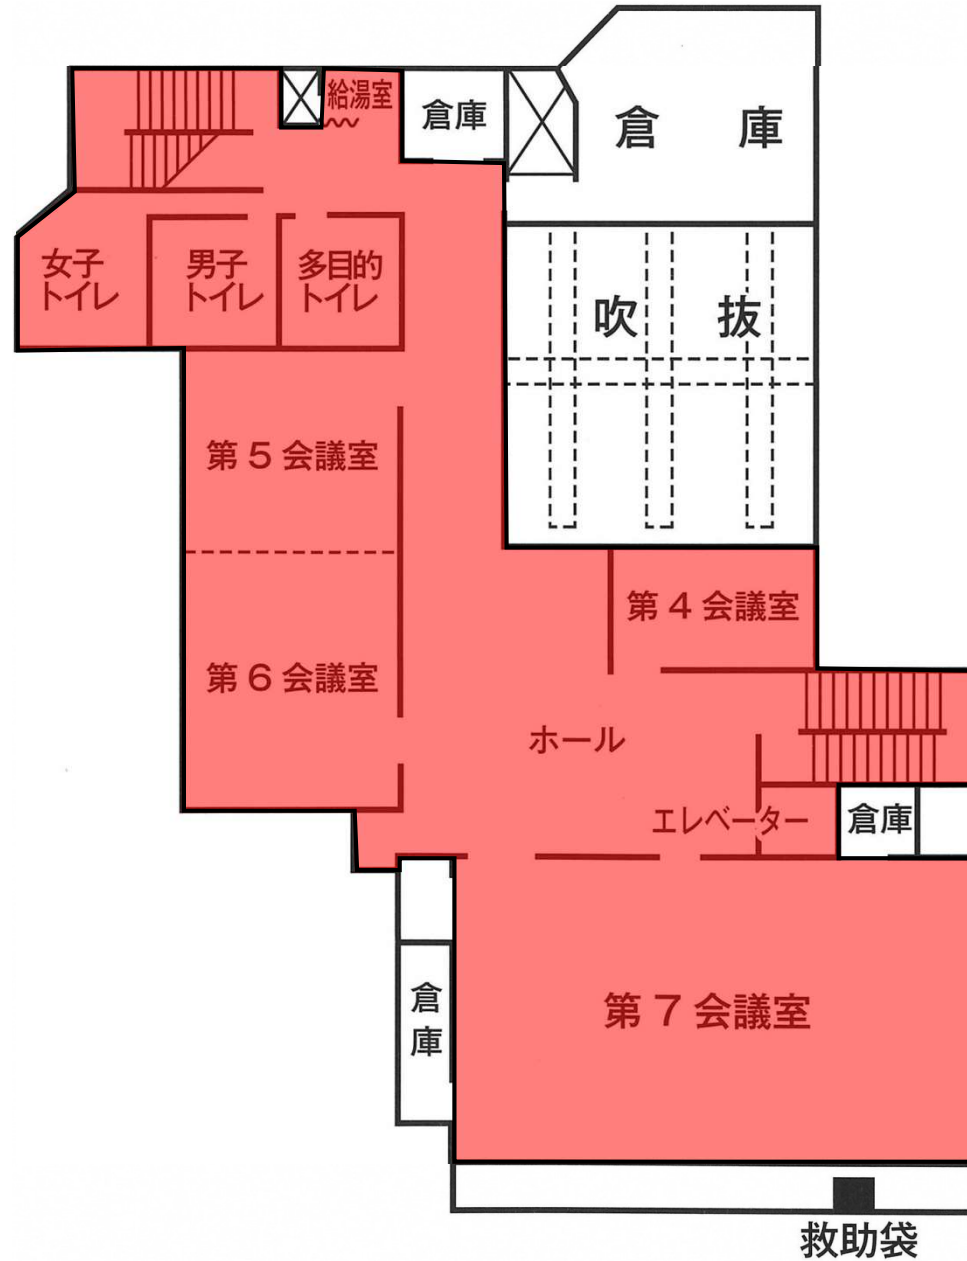 給湯室
倉庫
倉　庫
女子
トイレ
男子
トイレ
多目的
トイレ
吹　抜
第5会議室
第4会議室
第6会議室
ホール
エレベーター
倉庫
第7会議室
倉
庫
救助袋